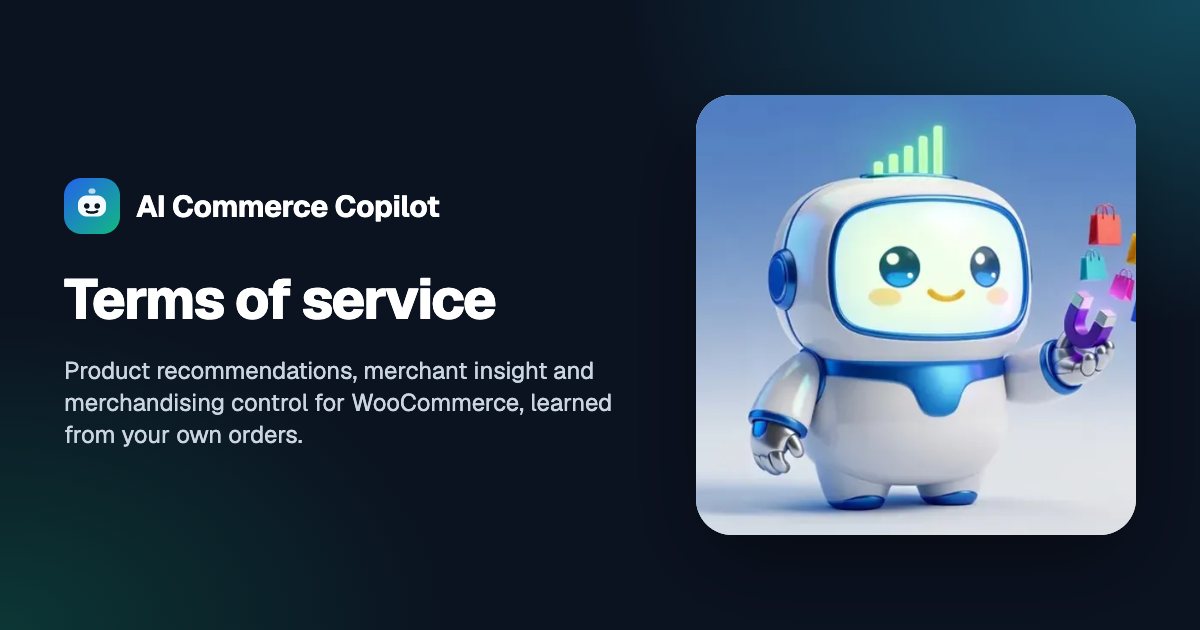 AI Commerce Copilot
Terms of service
Product recommendations, merchant insight and
merchandising control for WooCommerce, learned
from your own orders.